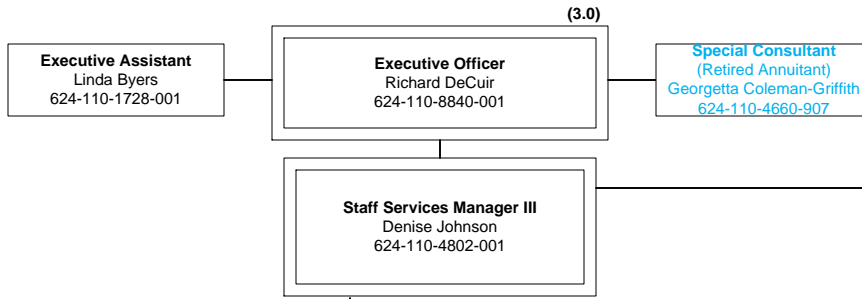 (3.0)
Executive Assistant
Linda Byers
624-110-1728-001
Executive Officer
Richard DeCuir
624-110-8840-001
Special Consultant
(Retired Annuitant)
Georgetta Coleman-Griffith
624-110-4660-907
Staff Services Manager III
Denise Johnson
624-110-4802-001